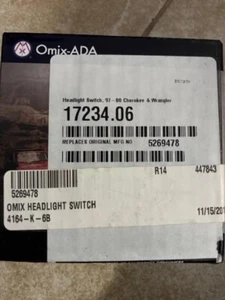 Omix-ADA
Headlight Switch, 97 - 00 Cherokee & Wrangler
17234.06
REPLACES ORIGINAL MFG NO 5269478
R14 447843
5269478
OMIX HEADLIGHT SWITCH
4164-K-6B